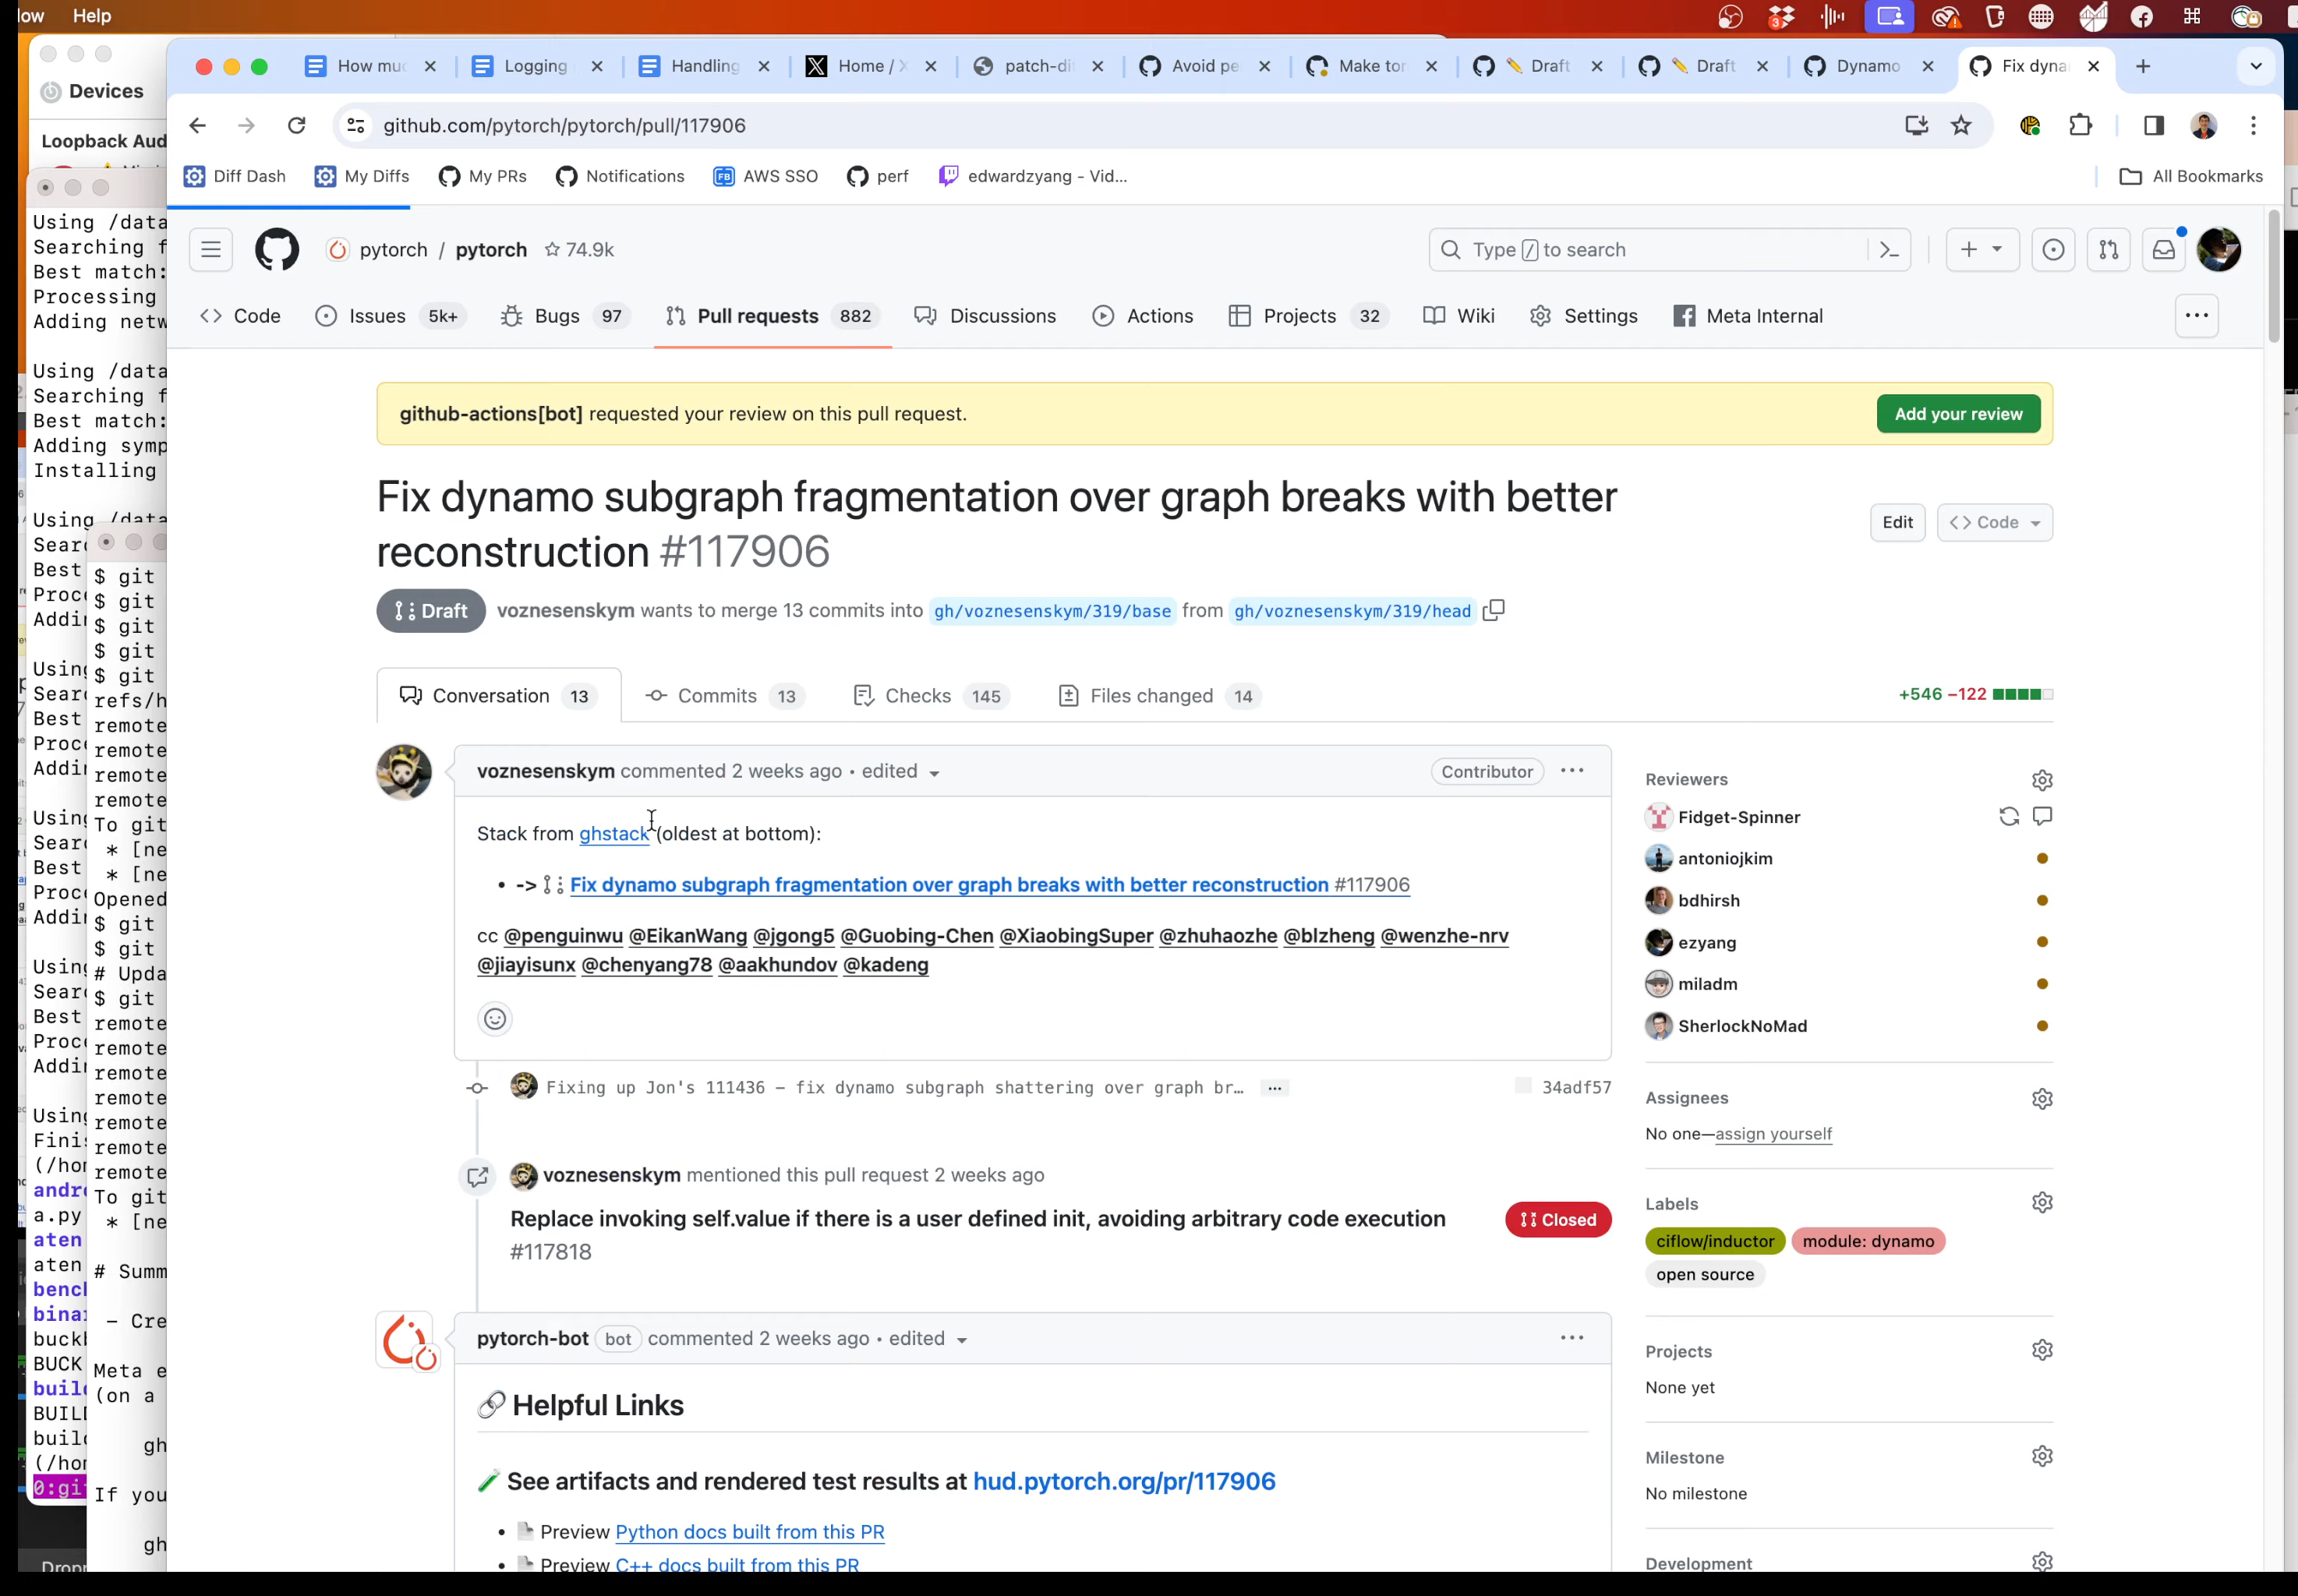 low Help
3
Devices
Loopback Aud
How muc
Logging
Handling
Home / X
patch-di
Avoid pe
Make tor
Draft
Draft
Dynamo
Fix dynam
github.com/pytorch/pytorch/pull/117906
Diff Dash My Diffs My PRs Notifications AWS SSO perf edwardzyang - Vid... All Bookmarks
pytorch / pytorch 74.9k
Type / to search
Code Issues 5k+ Bugs 97 Pull requests 882 Discussions Actions Projects 32 Wiki Settings Meta Internal
github-actions[bot] requested your review on this pull request. Add your review
Fix dynamo subgraph fragmentation over graph breaks with better
reconstruction #117906
Edit <> Code
Draft voznesenskym wants to merge 13 commits into gh/voznesenskym/319/base from gh/voznesenskym/319/head
Conversation 13 Commits 13 Checks 145 Files changed 14 +546 −122
voznesenskym commented 2 weeks ago • edited Contributor
Stack from ghstack (oldest at bottom):
• -> Fix dynamo subgraph fragmentation over graph breaks with better reconstruction #117906
cc @penguinwu @EikanWang @jgong5 @Guobing-Chen @XiaobingSuper @zhuhaozhe @blzheng @wenzhe-nrv
@jiayisunx @chenyang78 @aakhundov @kadeng
Fixing up Jon's 111436 – fix dynamo subgraph shattering over graph br… … 34adf57
voznesenskym mentioned this pull request 2 weeks ago
Replace invoking self.value if there is a user defined init, avoiding arbitrary code execution
#117818
Closed
pytorch-bot bot commented 2 weeks ago • edited
Helpful Links
See artifacts and rendered test results at hud.pytorch.org/pr/117906
• Preview Python docs built from this PR
• Preview C++ docs built from this PR
Reviewers
Fidget-Spinner
antoniojkim
bdhirsh
ezyang
miladm
SherlockNoMad
Assignees
No one—assign yourself
Labels
ciflow/inductor module: dynamo
open source
Projects
None yet
Milestone
No milestone
Development
Using /data
Searching f
Best match:
Processing
Adding netw
Using /data
Searching f
Best match:
Adding symp
Installing
Using /data
$ git
$ git
$ git
$ git
$ git
refs/h
remote
remote
remote
remote
To git
* [ne
* [ne
Opened
$ git
$ git
# Upda
$ git
remote
remote
remote
remote
remote
remote
remote
To git
* [ne
# Summ
– Cre
Meta e
(on a
gh
If you
gh